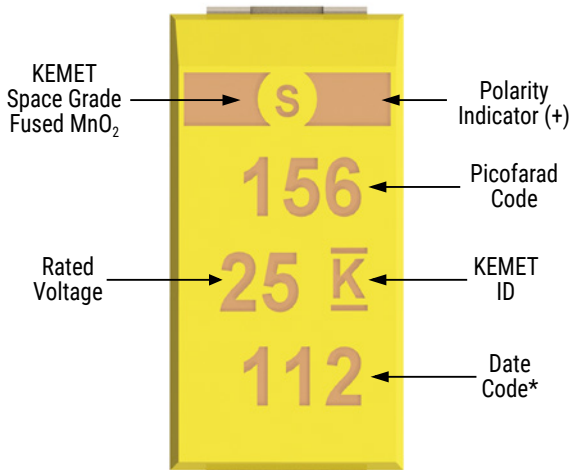 KEMET
Space Grade
Fused MnO₂
S
Polarity
Indicator (+)
156
Picofarad
Code
Rated
Voltage
25 K
KEMET
ID
112
Date
Code*